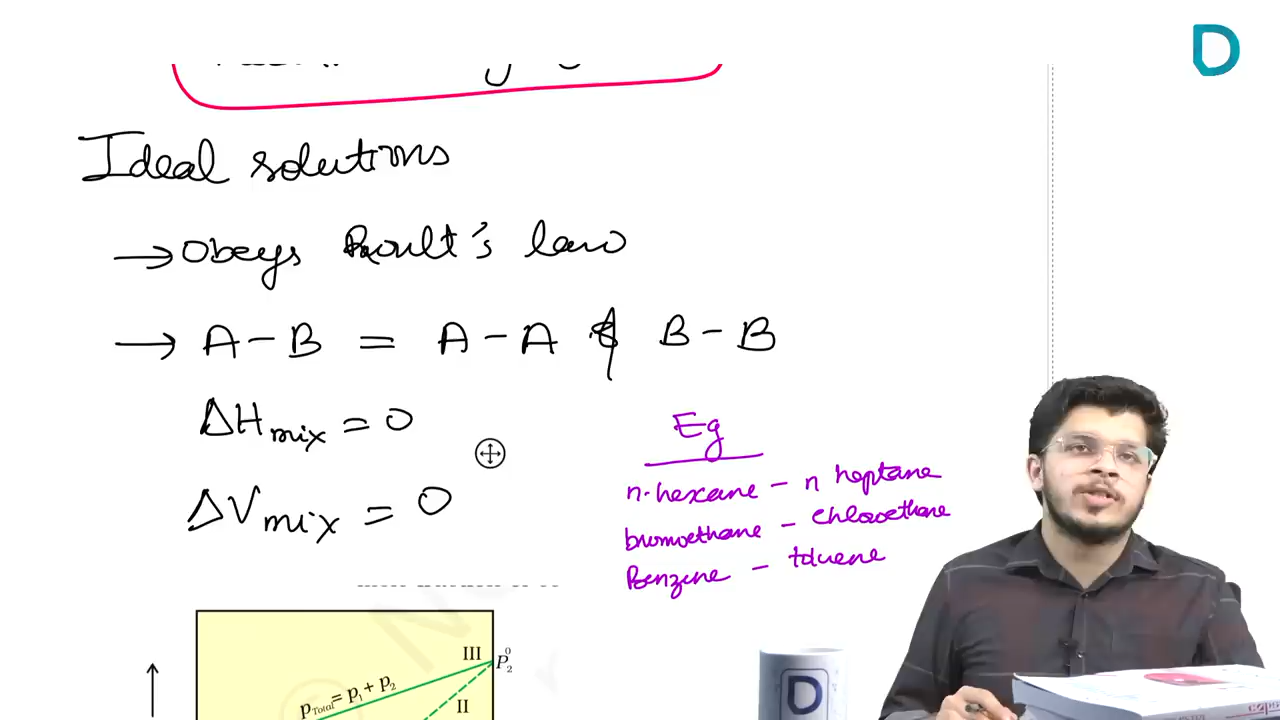 D
Ideal solutions
→ Obeys Raoult's law
→ A - B = A - A & B - B
ΔHmix = 0
ΔVmix = 0
Eg
n-hexane - n heptane
bromoethane - chloroethane
Benzene - toluene
III P₂⁰
pTotal = p₁ + p₂
II
D